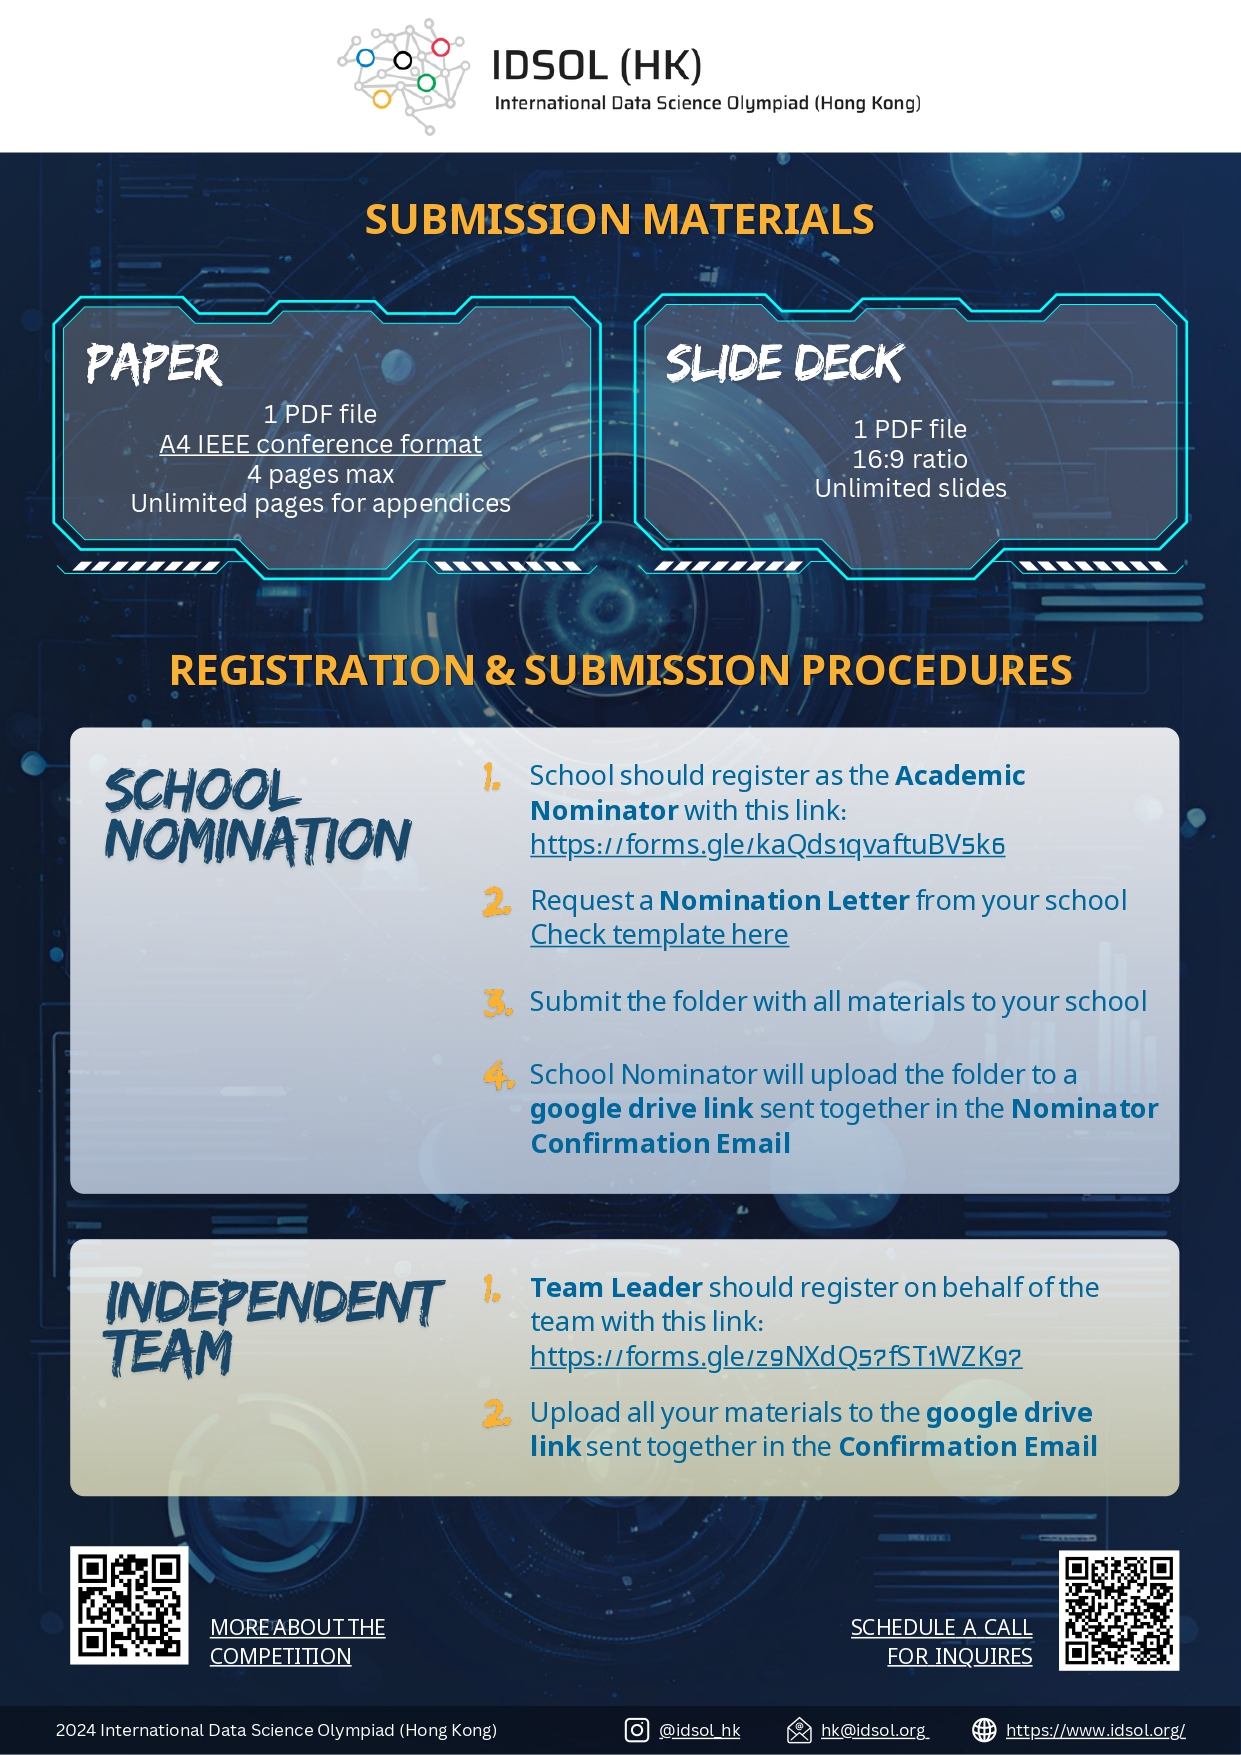 IDSOL (HK)
International Data Science Olympiad (Hong Kong)
SUBMISSION MATERIALS
PAPER
1 PDF file
A4 IEEE conference format
4 pages max
Unlimited pages for appendices
SLIDE DECK
1 PDF file
16:9 ratio
Unlimited slides
REGISTRATION & SUBMISSION PROCEDURES
SCHOOL
NOMINATION
1. School should register as the Academic
Nominator with this link:
https://forms.gle/kaQds1qvaftuBV5k6
2. Request a Nomination Letter from your school
Check template here
3. Submit the folder with all materials to your school
4. School Nominator will upload the folder to a
google drive link sent together in the Nominator
Confirmation Email
INDEPENDENT
TEAM
1. Team Leader should register on behalf of the
team with this link:
https://forms.gle/z9NXdQ57fST1WZK97
2. Upload all your materials to the google drive
link sent together in the Confirmation Email
MORE ABOUT THE
COMPETITION
SCHEDULE A CALL
FOR INQUIRES
2024 International Data Science Olympiad (Hong Kong)
@idsol_hk
hk@idsol.org
https://www.idsol.org/